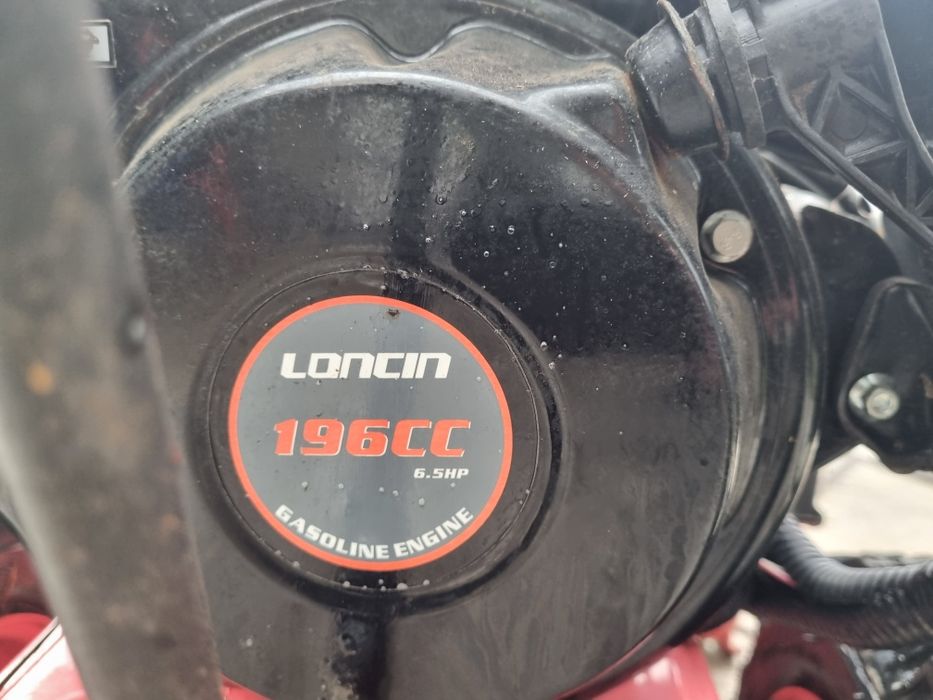 LONCIN
196CC
6.5HP
GASOLINE ENGINE